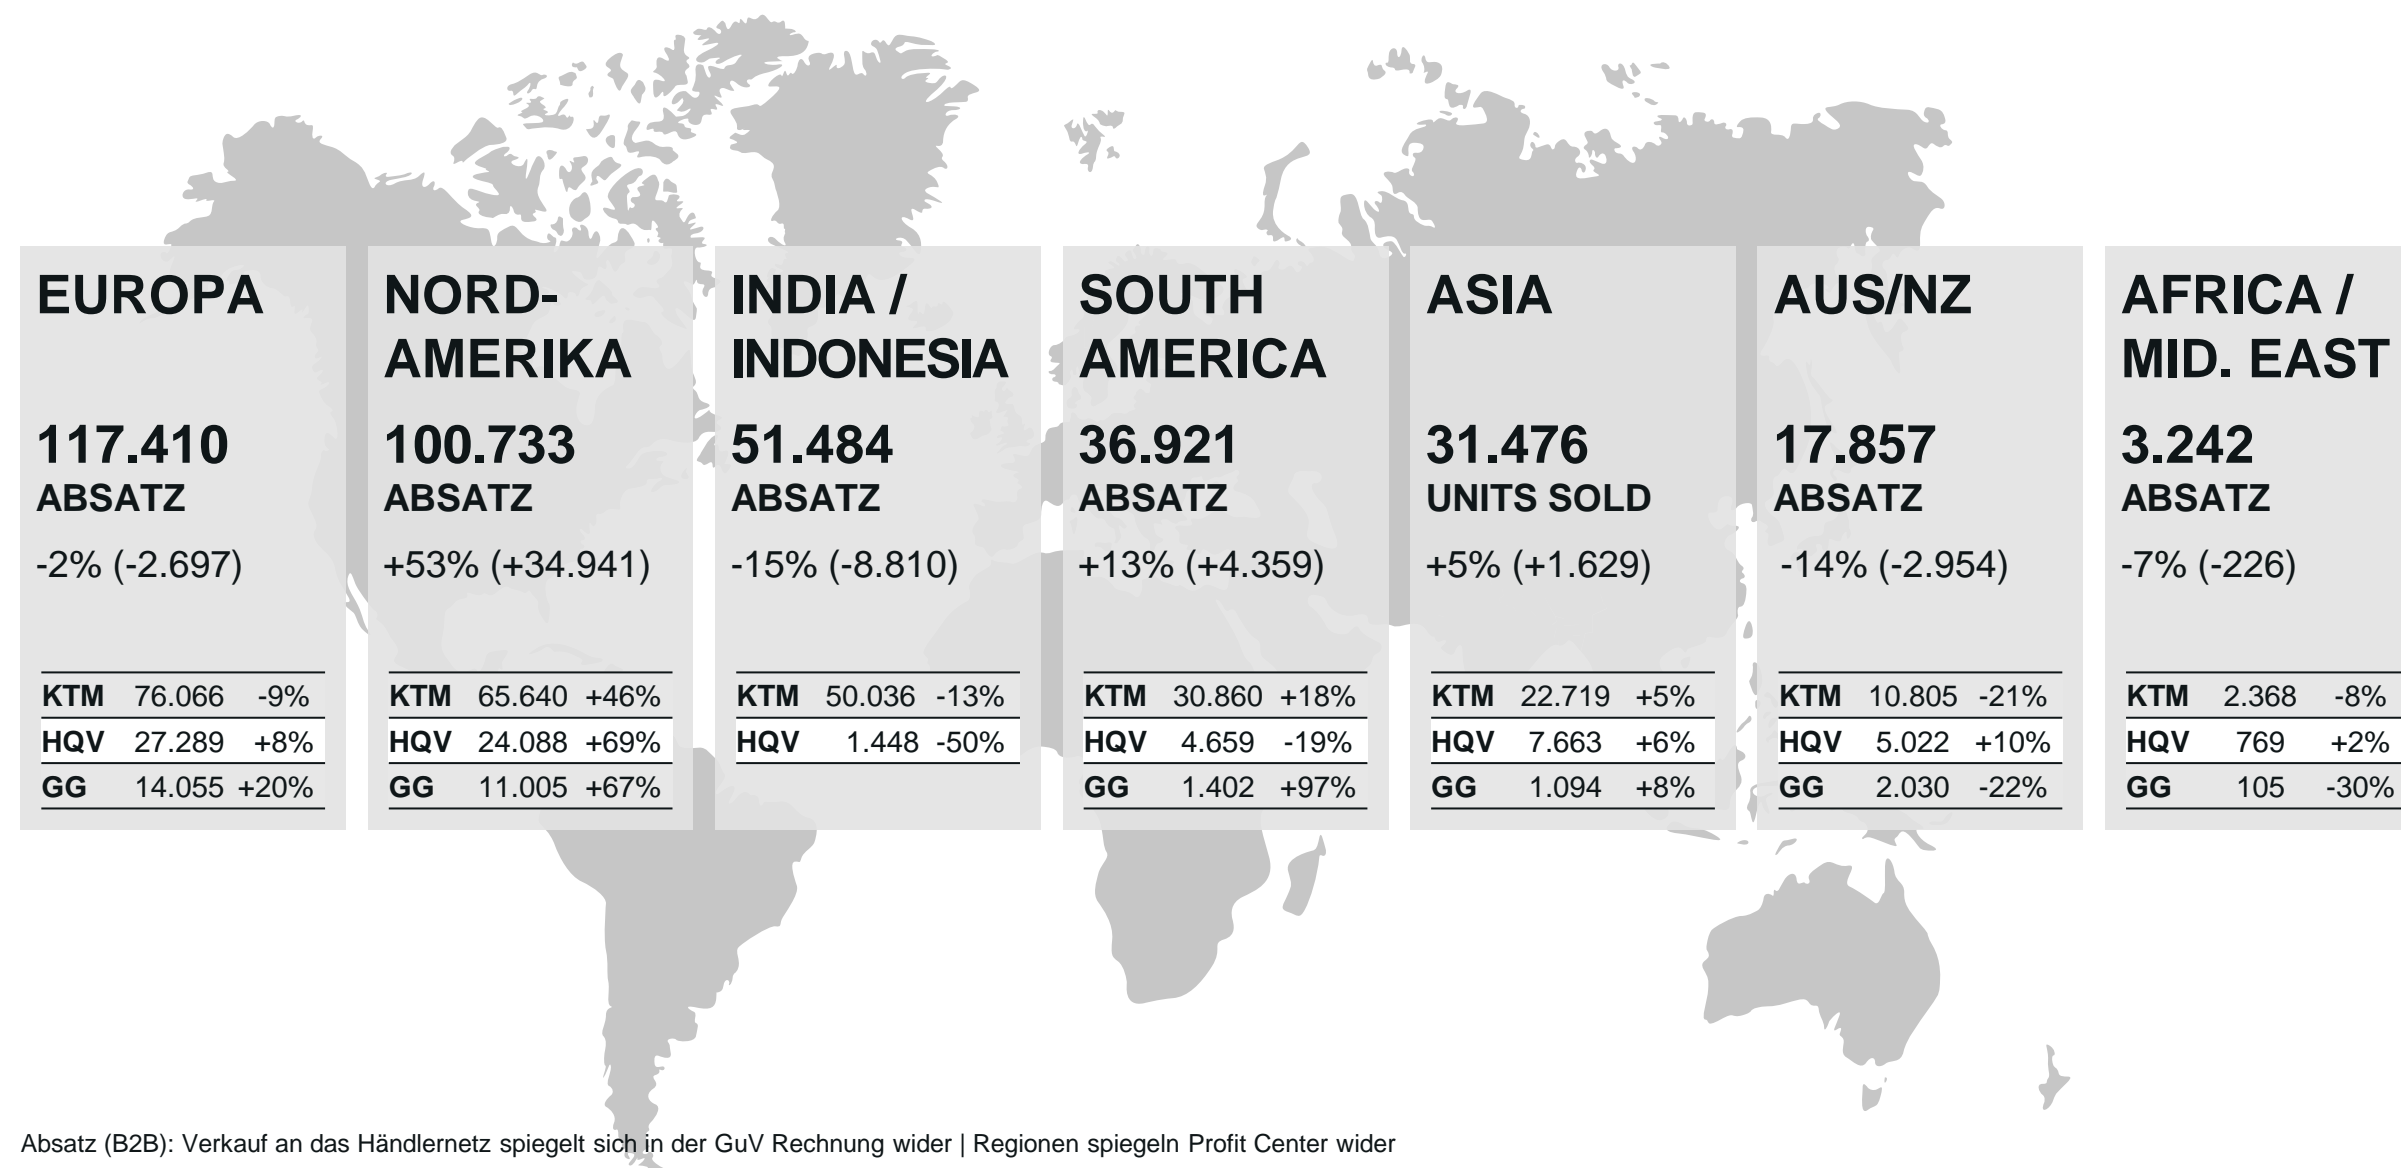 EUROPA
117.410
ABSATZ
-2% (-2.697)
KTM 76.066 -9%
HQV 27.289 +8%
GG 14.055 +20%
NORD-
AMERIKA
100.733
ABSATZ
+53% (+34.941)
KTM 65.640 +46%
HQV 24.088 +69%
GG 11.005 +67%
INDIA /
INDONESIA
51.484
ABSATZ
-15% (-8.810)
KTM 50.036 -13%
HQV 1.448 -50%
SOUTH
AMERICA
36.921
ABSATZ
+13% (+4.359)
KTM 30.860 +18%
HQV 4.659 -19%
GG 1.402 +97%
ASIA
31.476
UNITS SOLD
+5% (+1.629)
KTM 22.719 +5%
HQV 7.663 +6%
GG 1.094 +8%
AUS/NZ
17.857
ABSATZ
-14% (-2.954)
KTM 10.805 -21%
HQV 5.022 +10%
GG 2.030 -22%
AFRICA /
MID. EAST
3.242
ABSATZ
-7% (-226)
KTM 2.368 -8%
HQV 769 +2%
GG 105 -30%
Absatz (B2B): Verkauf an das Händlernetz spiegelt sich in der GuV Rechnung wider | Regionen spiegeln Profit Center wider